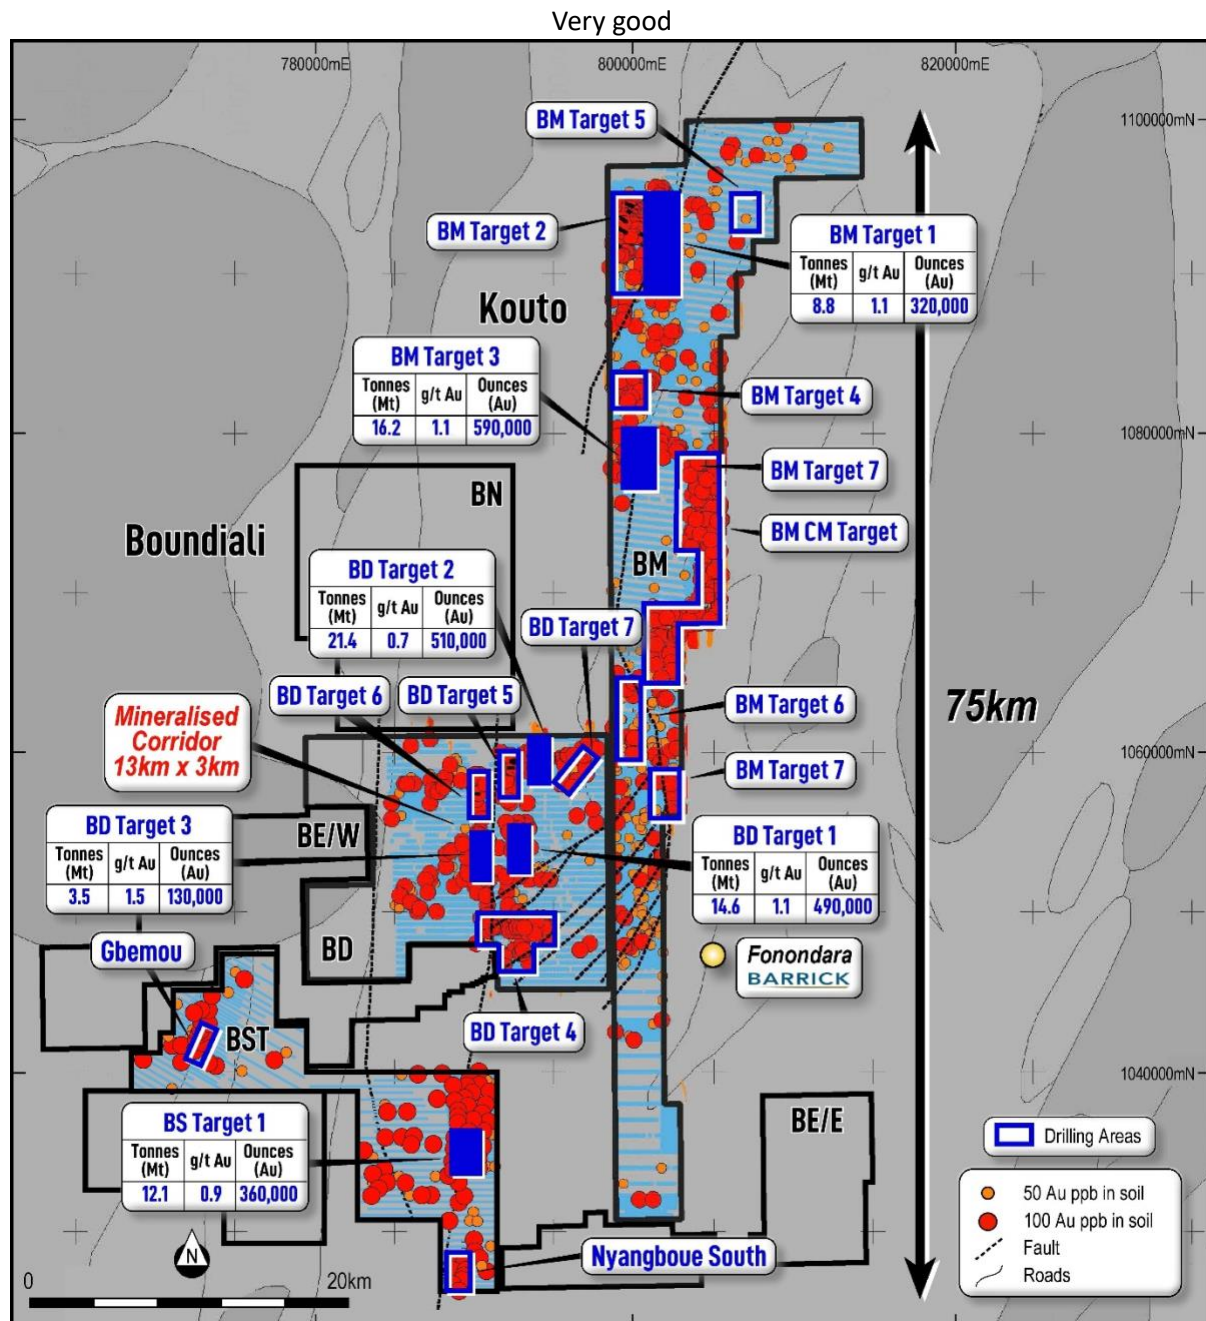 Very good
780000mE
800000mE
820000mE
1100000mN
BM Target 5
BM Target 2
BM Target 1
Tonnes (Mt) g/t Au Ounces (Au)
8.8 1.1 320,000
Kouto
BM Target 3
Tonnes (Mt) g/t Au Ounces (Au)
16.2 1.1 590,000
BM Target 4
1080000mN
BM Target 7
BN
BM CM Target
Boundiali
BM
BD Target 2
Tonnes (Mt) g/t Au Ounces (Au)
21.4 0.7 510,000
BD Target 7
BD Target 6
BD Target 5
BM Target 6
75km
Mineralised
Corridor
13km x 3km
1060000mN
BM Target 7
BD Target 3
Tonnes (Mt) g/t Au Ounces (Au)
3.5 1.5 130,000
BE/W
BD Target 1
Tonnes (Mt) g/t Au Ounces (Au)
14.6 1.1 490,000
Gbemou
BD
Fonondara
BARRICK
BD Target 4
BST
1040000mN
BS Target 1
Tonnes (Mt) g/t Au Ounces (Au)
12.1 0.9 360,000
BE/E
Drilling Areas
50 Au ppb in soil
100 Au ppb in soil
Fault
Roads
Nyangboue South
N
0 20km